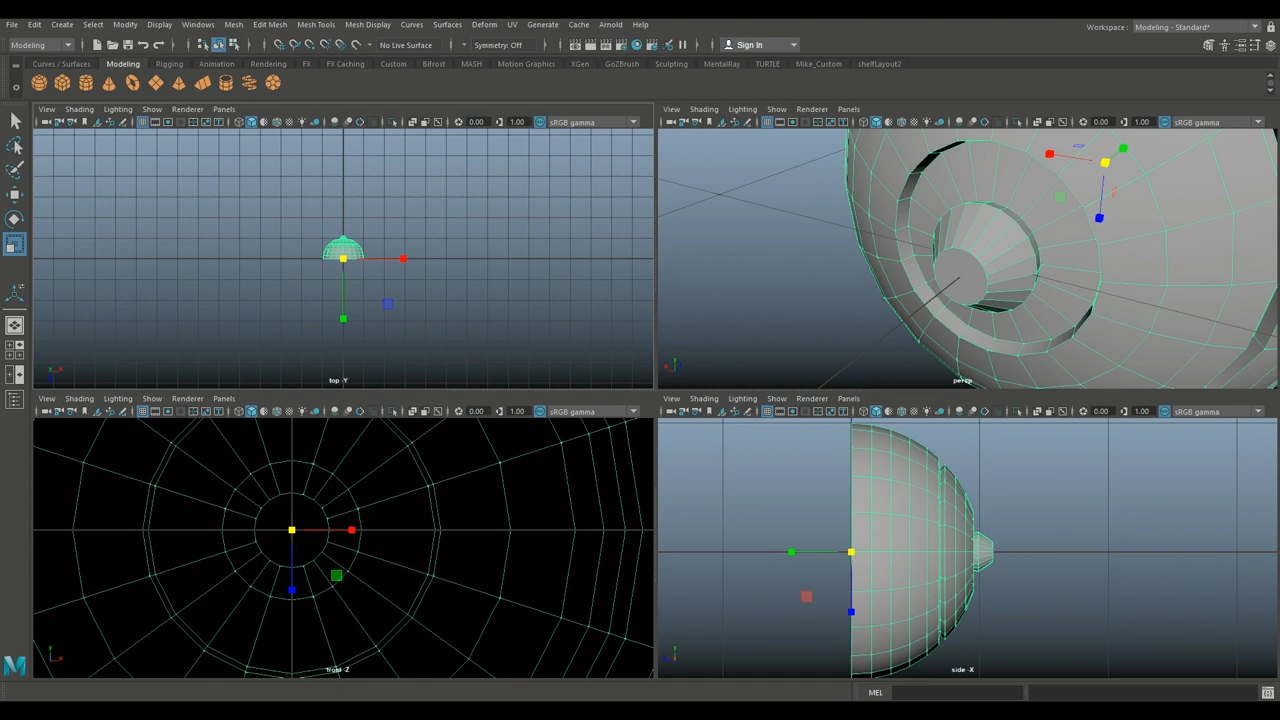 File Edit Create Select Modify Display Windows Mesh Edit Mesh Mesh Tools Mesh Display Curves Surfaces Deform UV Generate Cache Arnold Help Workspace : Modeling - Standard*
Modeling No Live Surface Symmetry: Off Sign In
Curves / Surfaces Modeling Rigging Animation Rendering FX FX Caching Custom Bifrost MASH Motion Graphics XGen GoZBrush Sculpting MentalRay TURTLE Mike_Custom shelfLayout2
View Shading Lighting Show Renderer Panels
0.00 1.00 sRGB gamma
top -Y
View Shading Lighting Show Renderer Panels
0.00 1.00 sRGB gamma
persp
View Shading Lighting Show Renderer Panels
0.00 1.00 sRGB gamma
front -Z
View Shading Lighting Show Renderer Panels
0.00 1.00 sRGB gamma
side -X
MEL